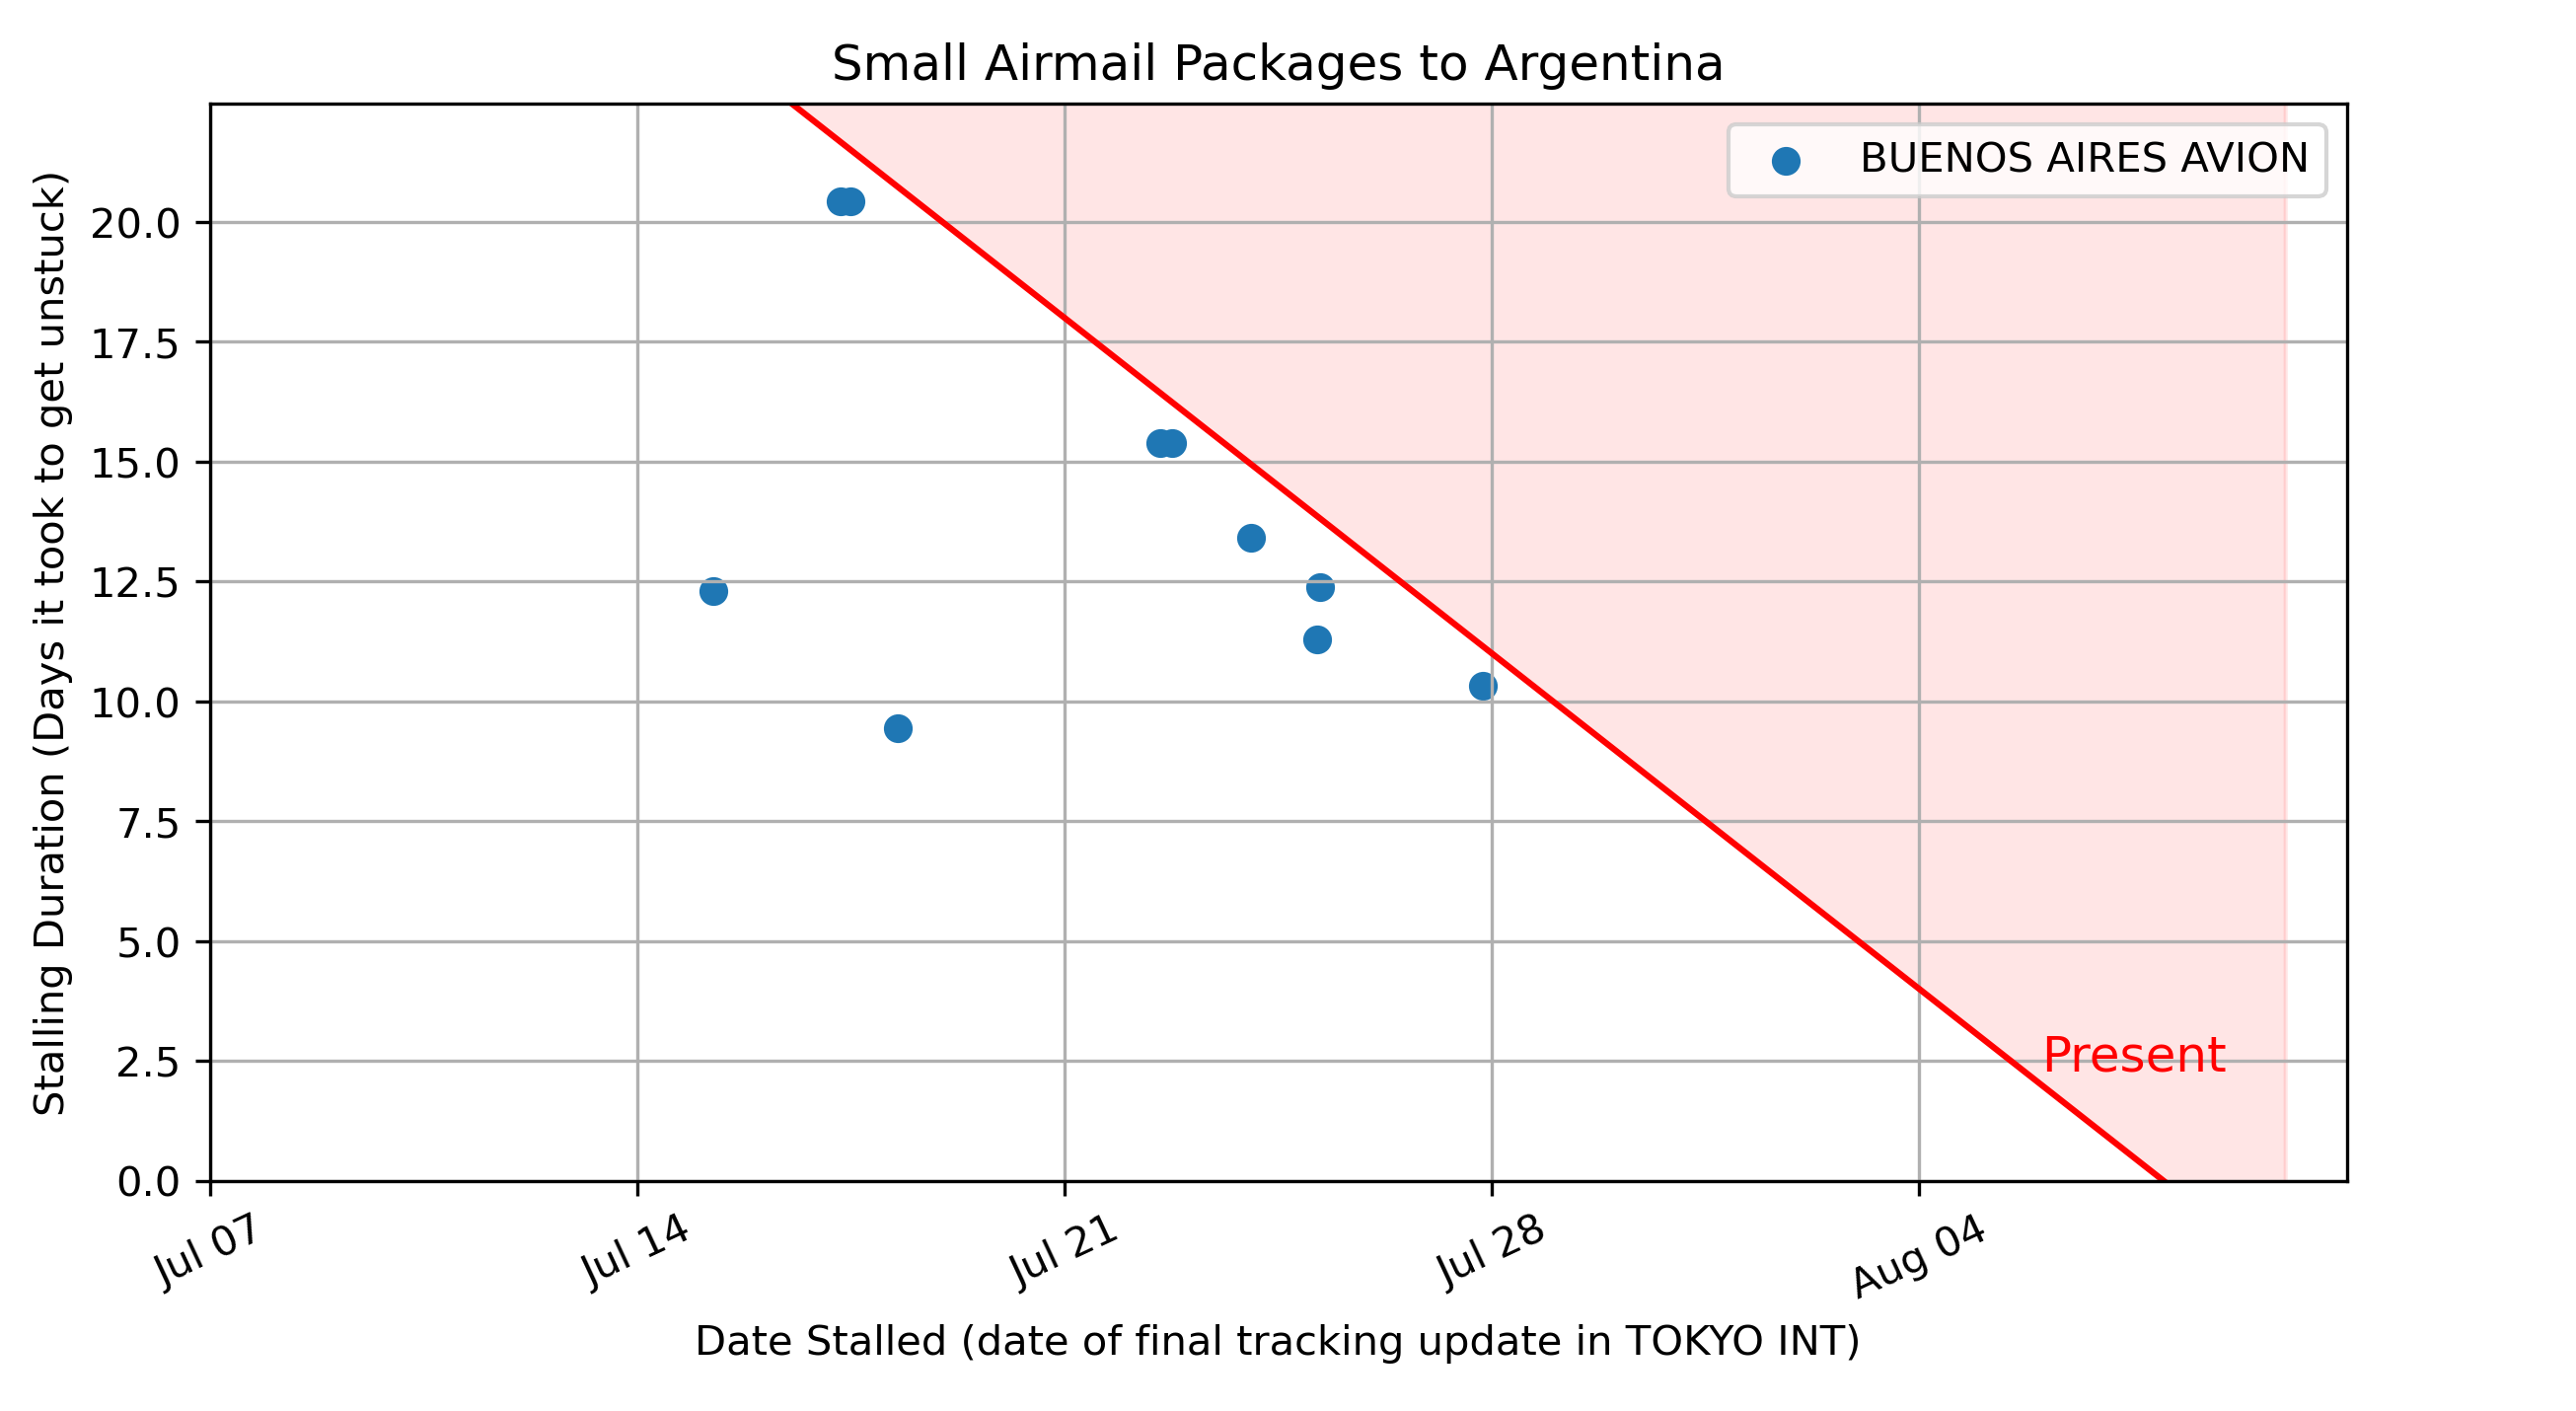 Small Airmail Packages to Argentina
BUENOS AIRES AVION
Stalling Duration (Days it took to get unstuck)
20.0
17.5
15.0
12.5
10.0
7.5
5.0
2.5
0.0
Present
Jul 07
Jul 14
Jul 21
Jul 28
Aug 04
Date Stalled (date of final tracking update in TOKYO INT)